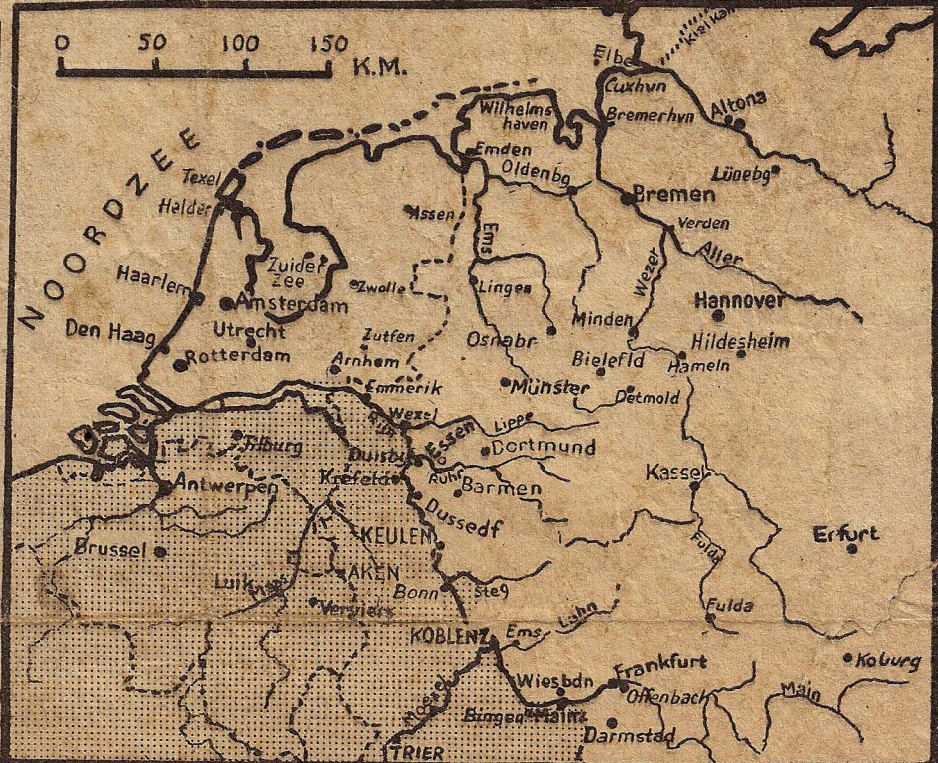 0 50 100 150
K.M.
NOORDZEE
Elbe
Kiel Kan
Cuxhvn
Wilhelms
haven
Bremerhvn
Altona
Emden
Oldenbg
Lünebg
Texel
Helder
Assen
Bremen
Verden
Ems
Wezer
Aller
Haarlem
Zuider
Zee
Zwolle
Lingen
Amsterdam
Hannover
Den Haag
Utrecht
Zutfen
Osnabr
Minden
Hildesheim
Rotterdam
Arnhem
Bielefld
Hameln
Emmerik
Münster
Detmold
Wezel
Rijn
Lippe
Essen
Tilburg
Duisbg
Dortmund
Krefeld
Ruhr
Barmen
Kassel
Antwerpen
Dussedf
KEULEN
Fulda
Erfurt
Brussel
AKEN
Luik
Bonn
Sieg
Verviers
Fulda
KOBLENZ
Ems
Lahn
Koburg
Wiesbdn
Frankfurt
Offenbach
Main
Moezel
Bingen
Mainz
Darmstad
TRIER